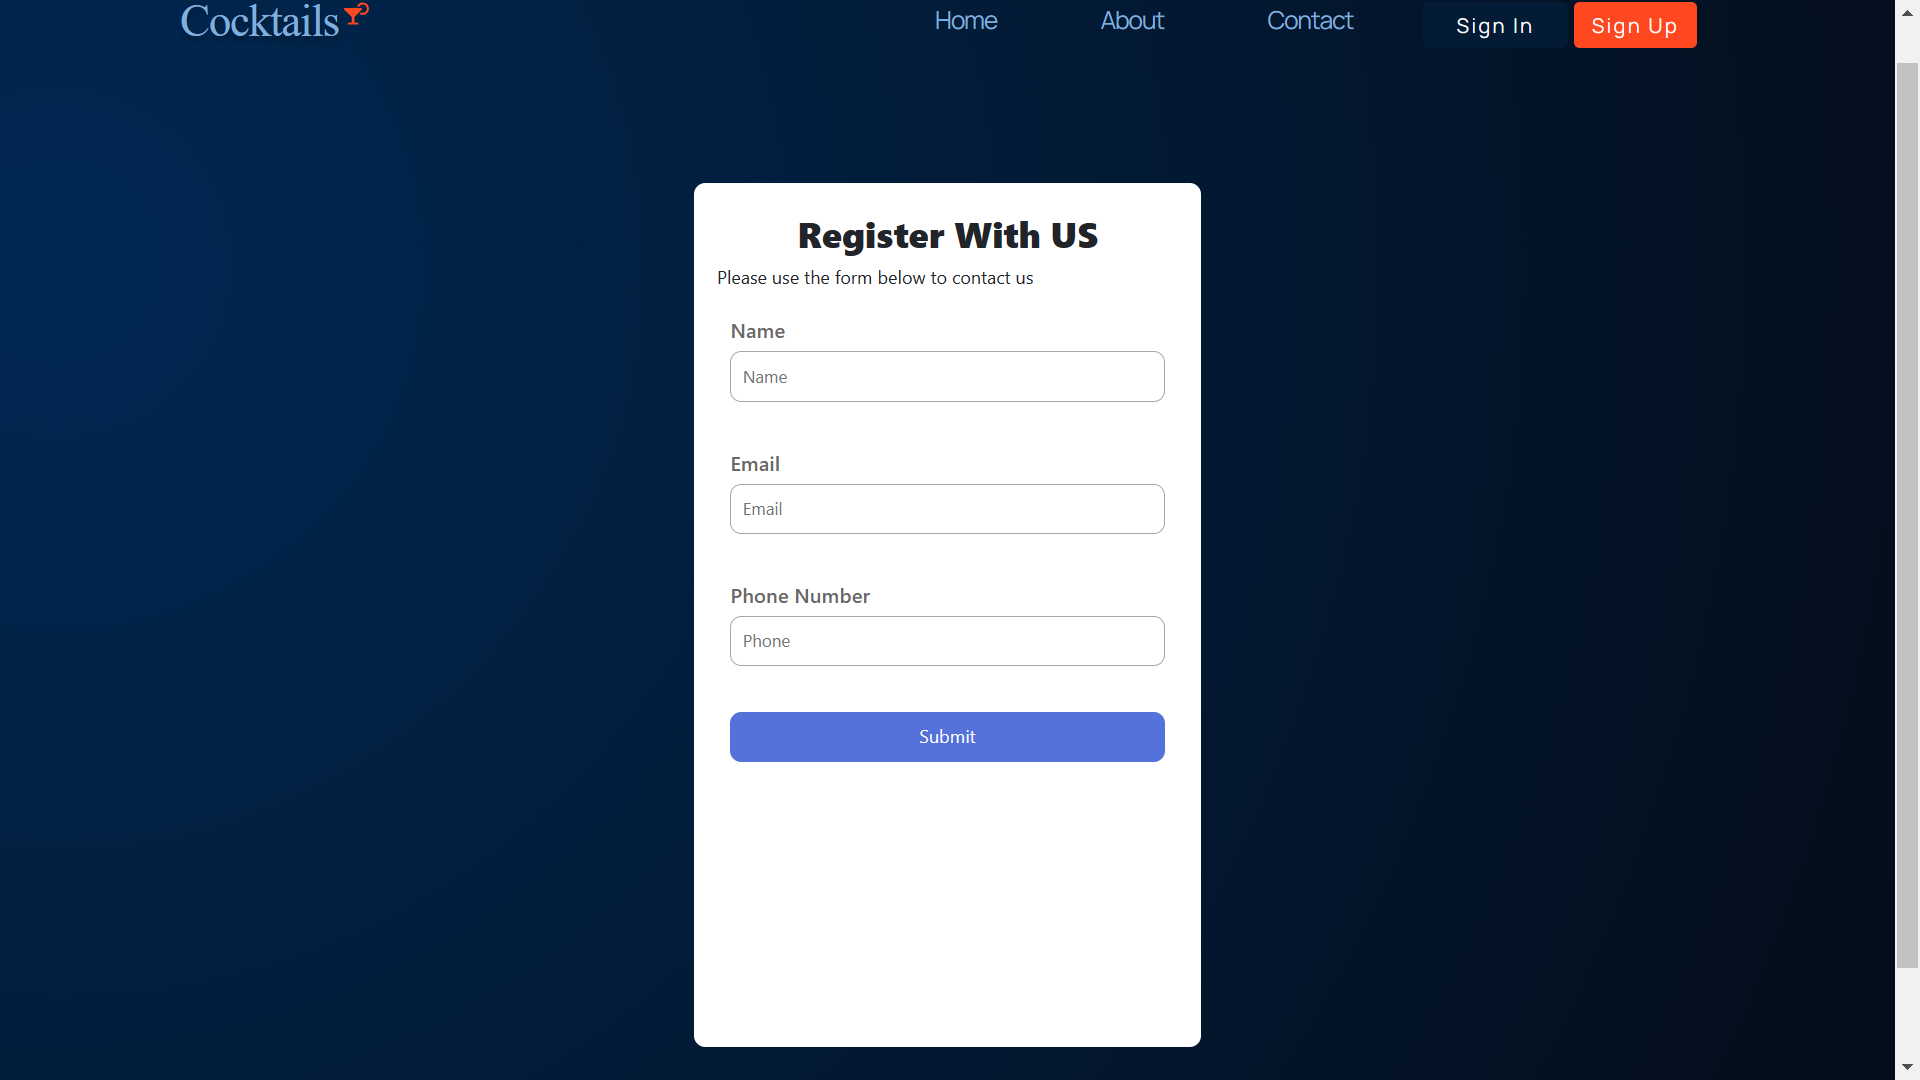 Cocktails
Home About Contact Sign In Sign Up
Register With US
Please use the form below to contact us
Name
Name
Email
Email
Phone Number
Phone
Submit